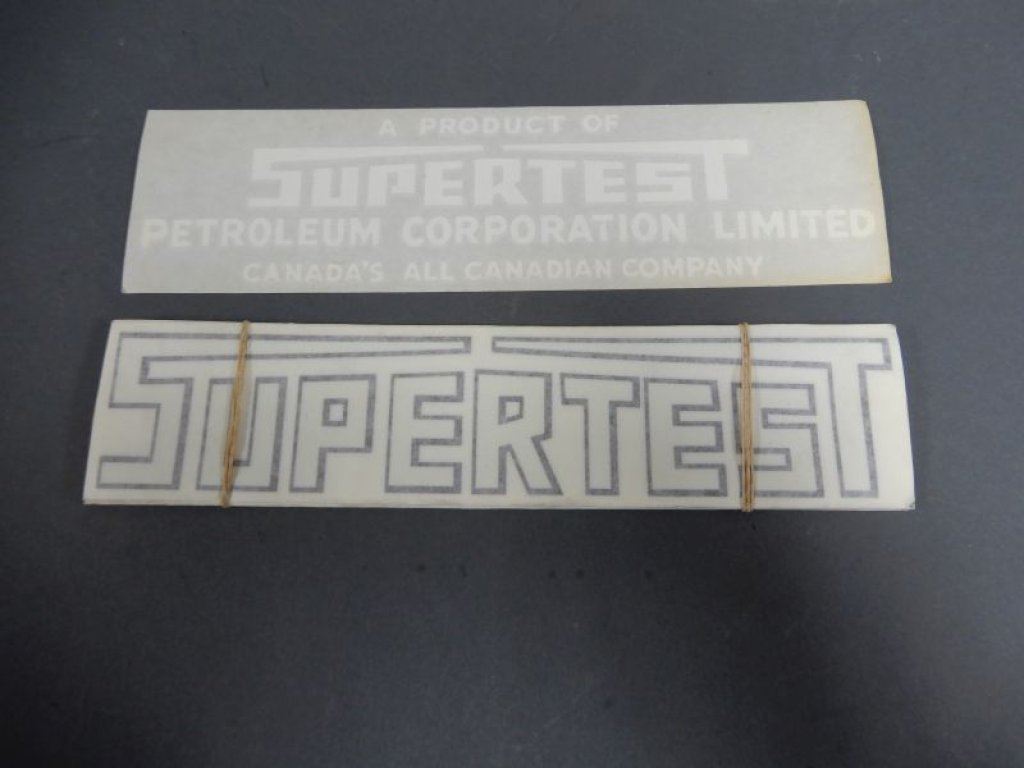 A PRODUCT OF
SUPERTEST
PETROLEUM CORPORATION LIMITED
CANADA'S ALL CANADIAN COMPANY
SUPERTEST